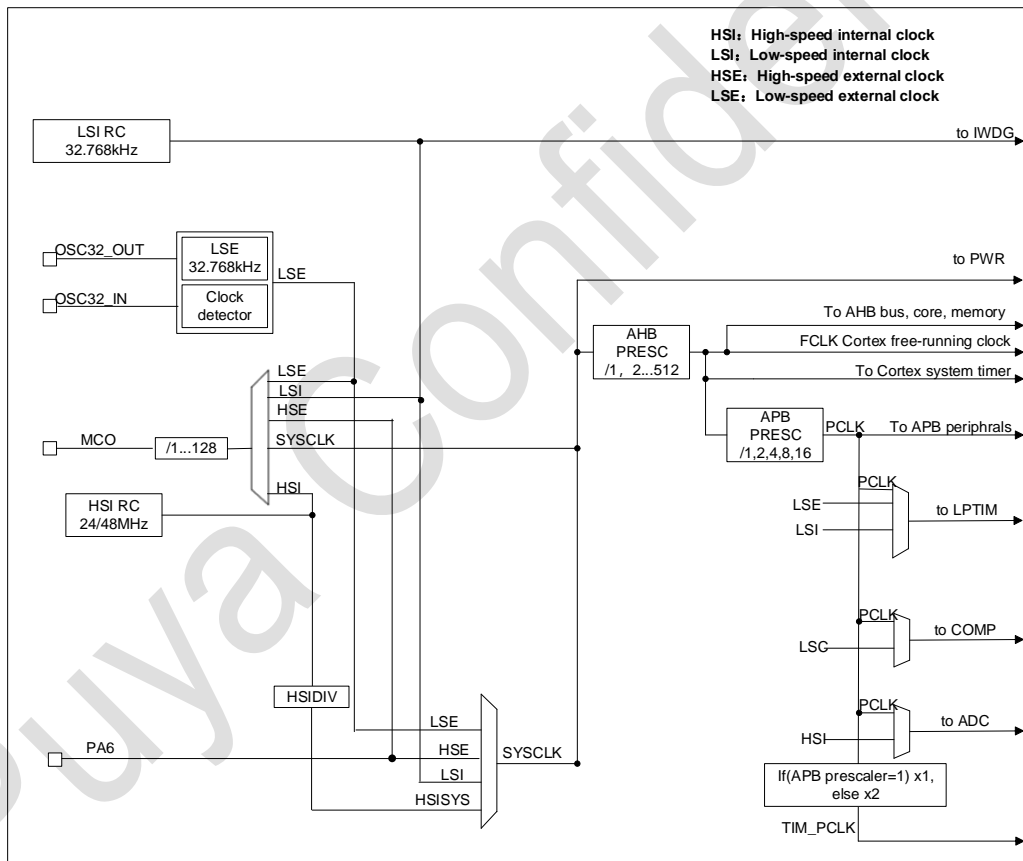 HSI：High-speed internal clock
LSI：Low-speed internal clock
HSE：High-speed external clock
LSE：Low-speed external clock
LSI RC
32.768kHz
to IWDG
OSC32_OUT
LSE
32.768kHz
LSE
OSC32_IN
Clock
detector
to PWR
To AHB bus, core, memory
AHB
PRESC
/1，2...512
FCLK Cortex free-running clock
To Cortex system timer
LSE
LSI
HSE
SYSCLK
HSI
MCO
/1...128
APB
PRESC
/1,2,4,8,16
PCLK
To APB periphrals
HSI RC
24/48MHz
PCLK
LSE
LSI
to LPTIM
PCLK
LSC
to COMP
HSIDIV
PCLK
HSI
to ADC
PA6
LSE
HSE
LSI
HSISYS
SYSCLK
If(APB prescaler=1) x1,
else x2
TIM_PCLK
Puya Confiden